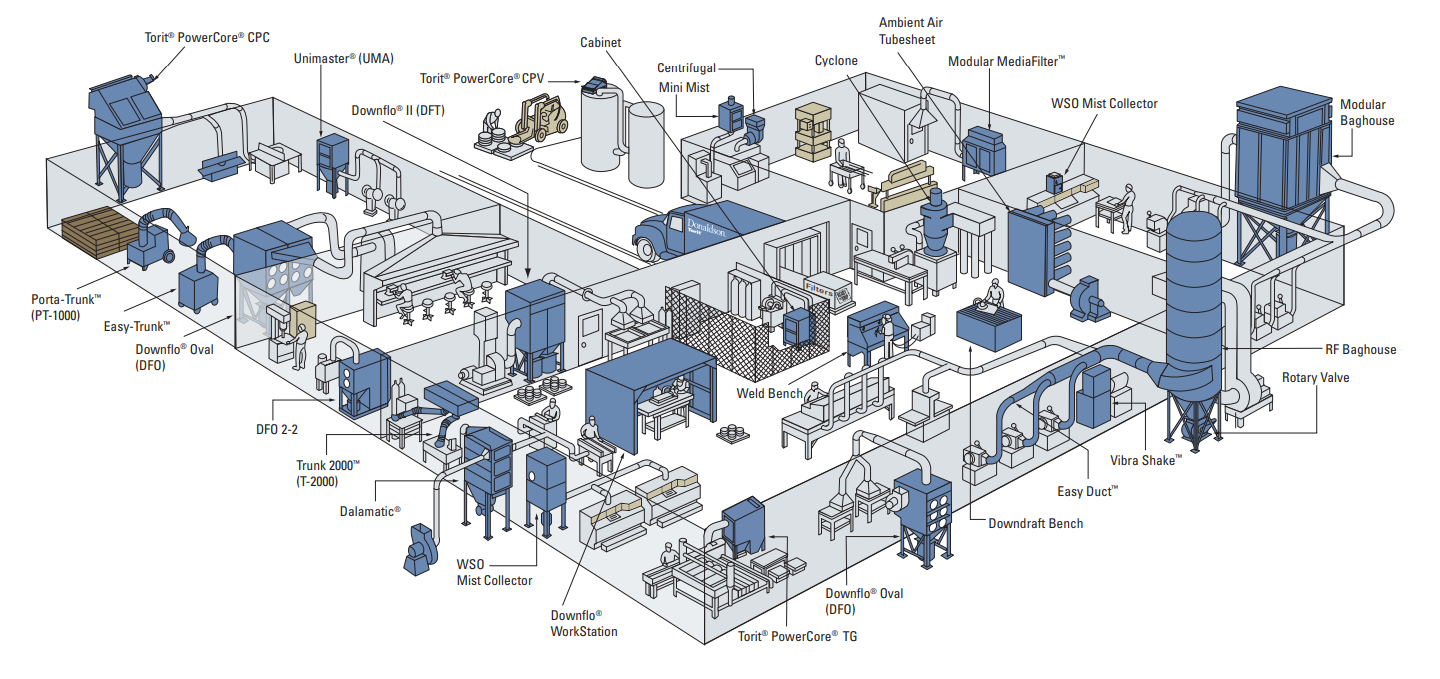 Torit® PowerCore® CPC
Unimaster® (UMA)
Torit® PowerCore® CPV
Downflo® II (DFT)
Cabinet
Centrifugal
Mini Mist
Cyclone
Ambient Air
Tubesheet
Modular MediaFilter™
WSO Mist Collector
Modular
Baghouse
Donaldson.
Torit
Filters
Porta-Trunk™
(PT-1000)
Easy-Trunk™
Downflo® Oval
(DFO)
DFO 2-2
Trunk 2000™
(T-2000)
Dalamatic®
WSO
Mist Collector
Downflo®
WorkStation
Torit® PowerCore® TG
Downflo® Oval
(DFO)
Weld Bench
Downdraft Bench
Easy Duct™
Vibra Shake™
Rotary Valve
RF Baghouse